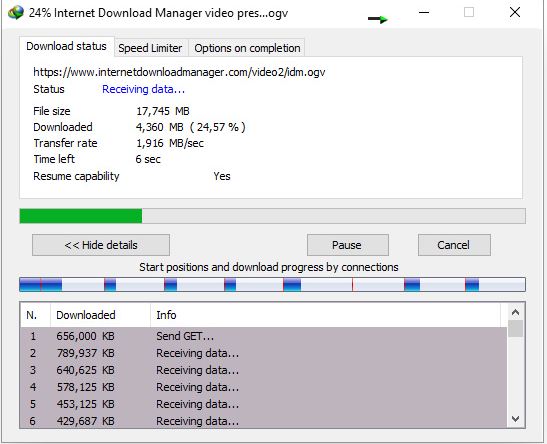 24% Internet Download Manager video pres...ogv
Download status Speed Limiter Options on completion
https://www.internetdownloadmanager.com/video2/idm.ogv
Status Receiving data...
File size 17,745 MB
Downloaded 4,360 MB ( 24,57 % )
Transfer rate 1,916 MB/sec
Time left 6 sec
Resume capability Yes
<< Hide details Pause Cancel
Start positions and download progress by connections
N. Downloaded Info
1 656,000 KB Send GET...
2 789,937 KB Receiving data...
3 640,625 KB Receiving data...
4 578,125 KB Receiving data...
5 453,125 KB Receiving data...
6 429,687 KB Receiving data...